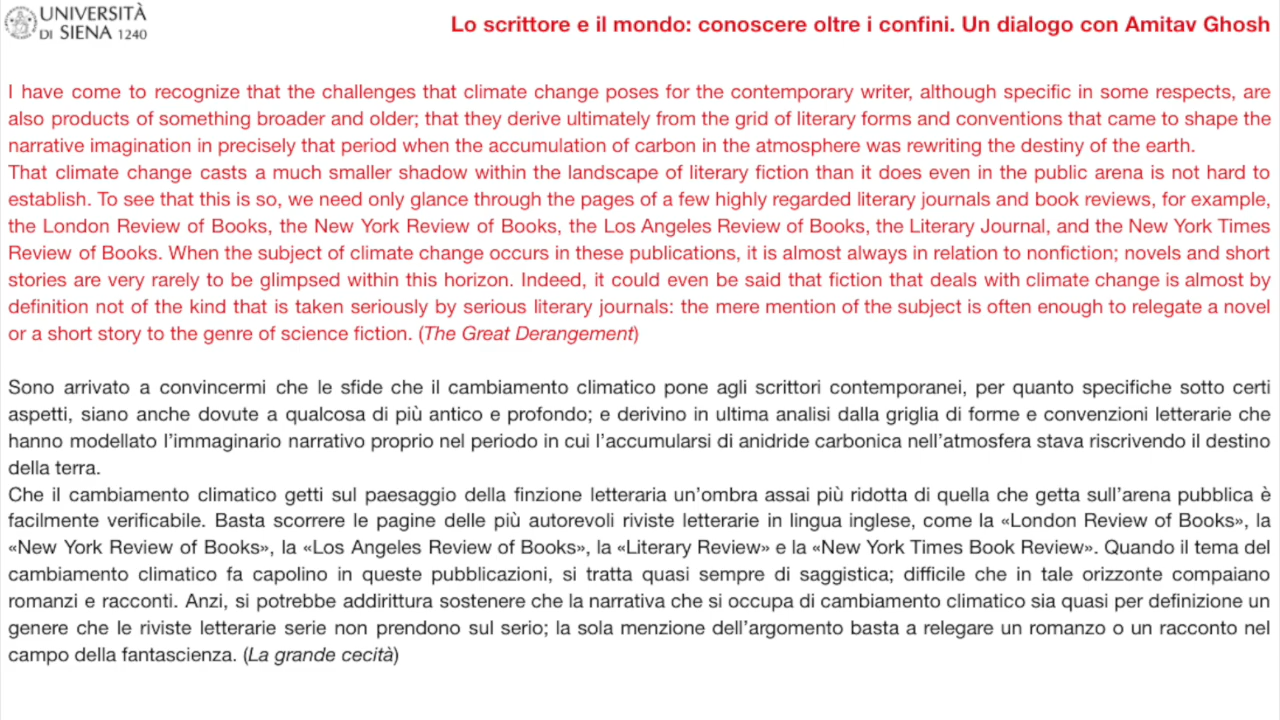 UNIVERSITÀ
DI SIENA 1240
Lo scrittore e il mondo: conoscere oltre i confini. Un dialogo con Amitav Ghosh
I have come to recognize that the challenges that climate change poses for the contemporary writer, although specific in some respects, are
also products of something broader and older; that they derive ultimately from the grid of literary forms and conventions that came to shape the
narrative imagination in precisely that period when the accumulation of carbon in the atmosphere was rewriting the destiny of the earth.
That climate change casts a much smaller shadow within the landscape of literary fiction than it does even in the public arena is not hard to
establish. To see that this is so, we need only glance through the pages of a few highly regarded literary journals and book reviews, for example,
the London Review of Books, the New York Review of Books, the Los Angeles Review of Books, the Literary Journal, and the New York Times
Review of Books. When the subject of climate change occurs in these publications, it is almost always in relation to nonfiction; novels and short
stories are very rarely to be glimpsed within this horizon. Indeed, it could even be said that fiction that deals with climate change is almost by
definition not of the kind that is taken seriously by serious literary journals: the mere mention of the subject is often enough to relegate a novel
or a short story to the genre of science fiction. (The Great Derangement)
Sono arrivato a convincermi che le sfide che il cambiamento climatico pone agli scrittori contemporanei, per quanto specifiche sotto certi
aspetti, siano anche dovute a qualcosa di più antico e profondo; e derivino in ultima analisi dalla griglia di forme e convenzioni letterarie che
hanno modellato l'immaginario narrativo proprio nel periodo in cui l'accumularsi di anidride carbonica nell'atmosfera stava riscrivendo il destino
della terra.
Che il cambiamento climatico getti sul paesaggio della finzione letteraria un'ombra assai più ridotta di quella che getta sull'arena pubblica è
facilmente verificabile. Basta scorrere le pagine delle più autorevoli riviste letterarie in lingua inglese, come la «London Review of Books», la
«New York Review of Books», la «Los Angeles Review of Books», la «Literary Review» e la «New York Times Book Review». Quando il tema del
cambiamento climatico fa capolino in queste pubblicazioni, si tratta quasi sempre di saggistica; difficile che in tale orizzonte compaiano
romanzi e racconti. Anzi, si potrebbe addirittura sostenere che la narrativa che si occupa di cambiamento climatico sia quasi per definizione un
genere che le riviste letterarie serie non prendono sul serio; la sola menzione dell'argomento basta a relegare un romanzo o un racconto nel
campo della fantascienza. (La grande cecità)